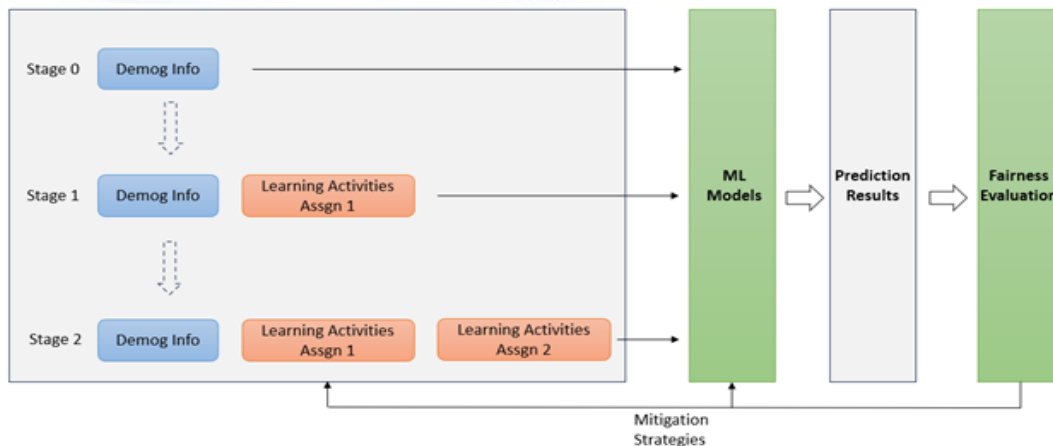 Stage 0
Demog Info
Stage 1
Demog Info
Learning Activities
Assgn 1
Stage 2
Demog Info
Learning Activities
Assgn 1
Learning Activities
Assgn 2
ML
Models
Prediction
Results
Fairness
Evaluation
Mitigation
Strategies